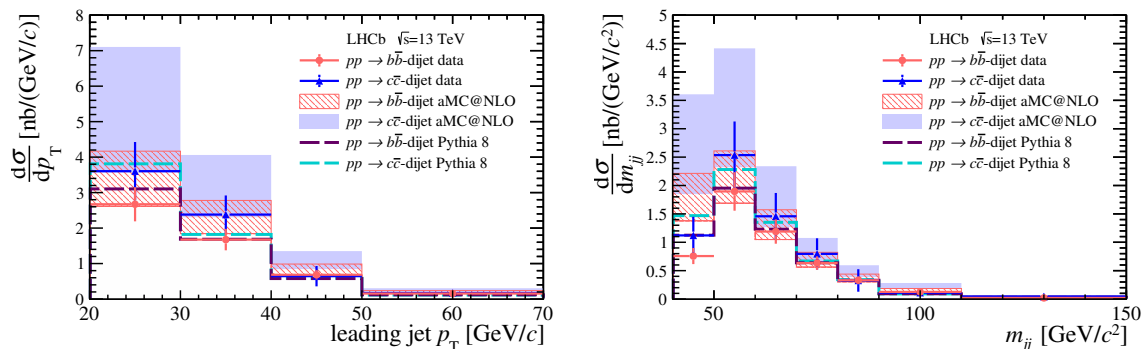 8
7
6
5
4
3
2
1
0
20 30 40 50 60 70
leading jet p_T [GeV/c]
dσ/dp_T [nb/(GeV/c)]
LHCb √s=13 TeV
pp → bb̅-dijet data
pp → cc̅-dijet data
pp → bb̅-dijet aMC@NLO
pp → cc̅-dijet aMC@NLO
pp → bb̅-dijet Pythia 8
pp → cc̅-dijet Pythia 8
5
4.5
4
3.5
3
2.5
2
1.5
1
0.5
0
50 100 150
m_jj [GeV/c²]
dσ/dm_jj [nb/(GeV/c²)]
LHCb √s=13 TeV
pp → bb̅-dijet data
pp → cc̅-dijet data
pp → bb̅-dijet aMC@NLO
pp → cc̅-dijet aMC@NLO
pp → bb̅-dijet Pythia 8
pp → cc̅-dijet Pythia 8